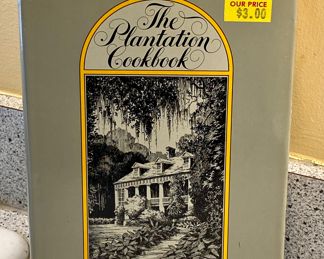 OUR PRICE
$3.00
The
Plantation
Cookbook